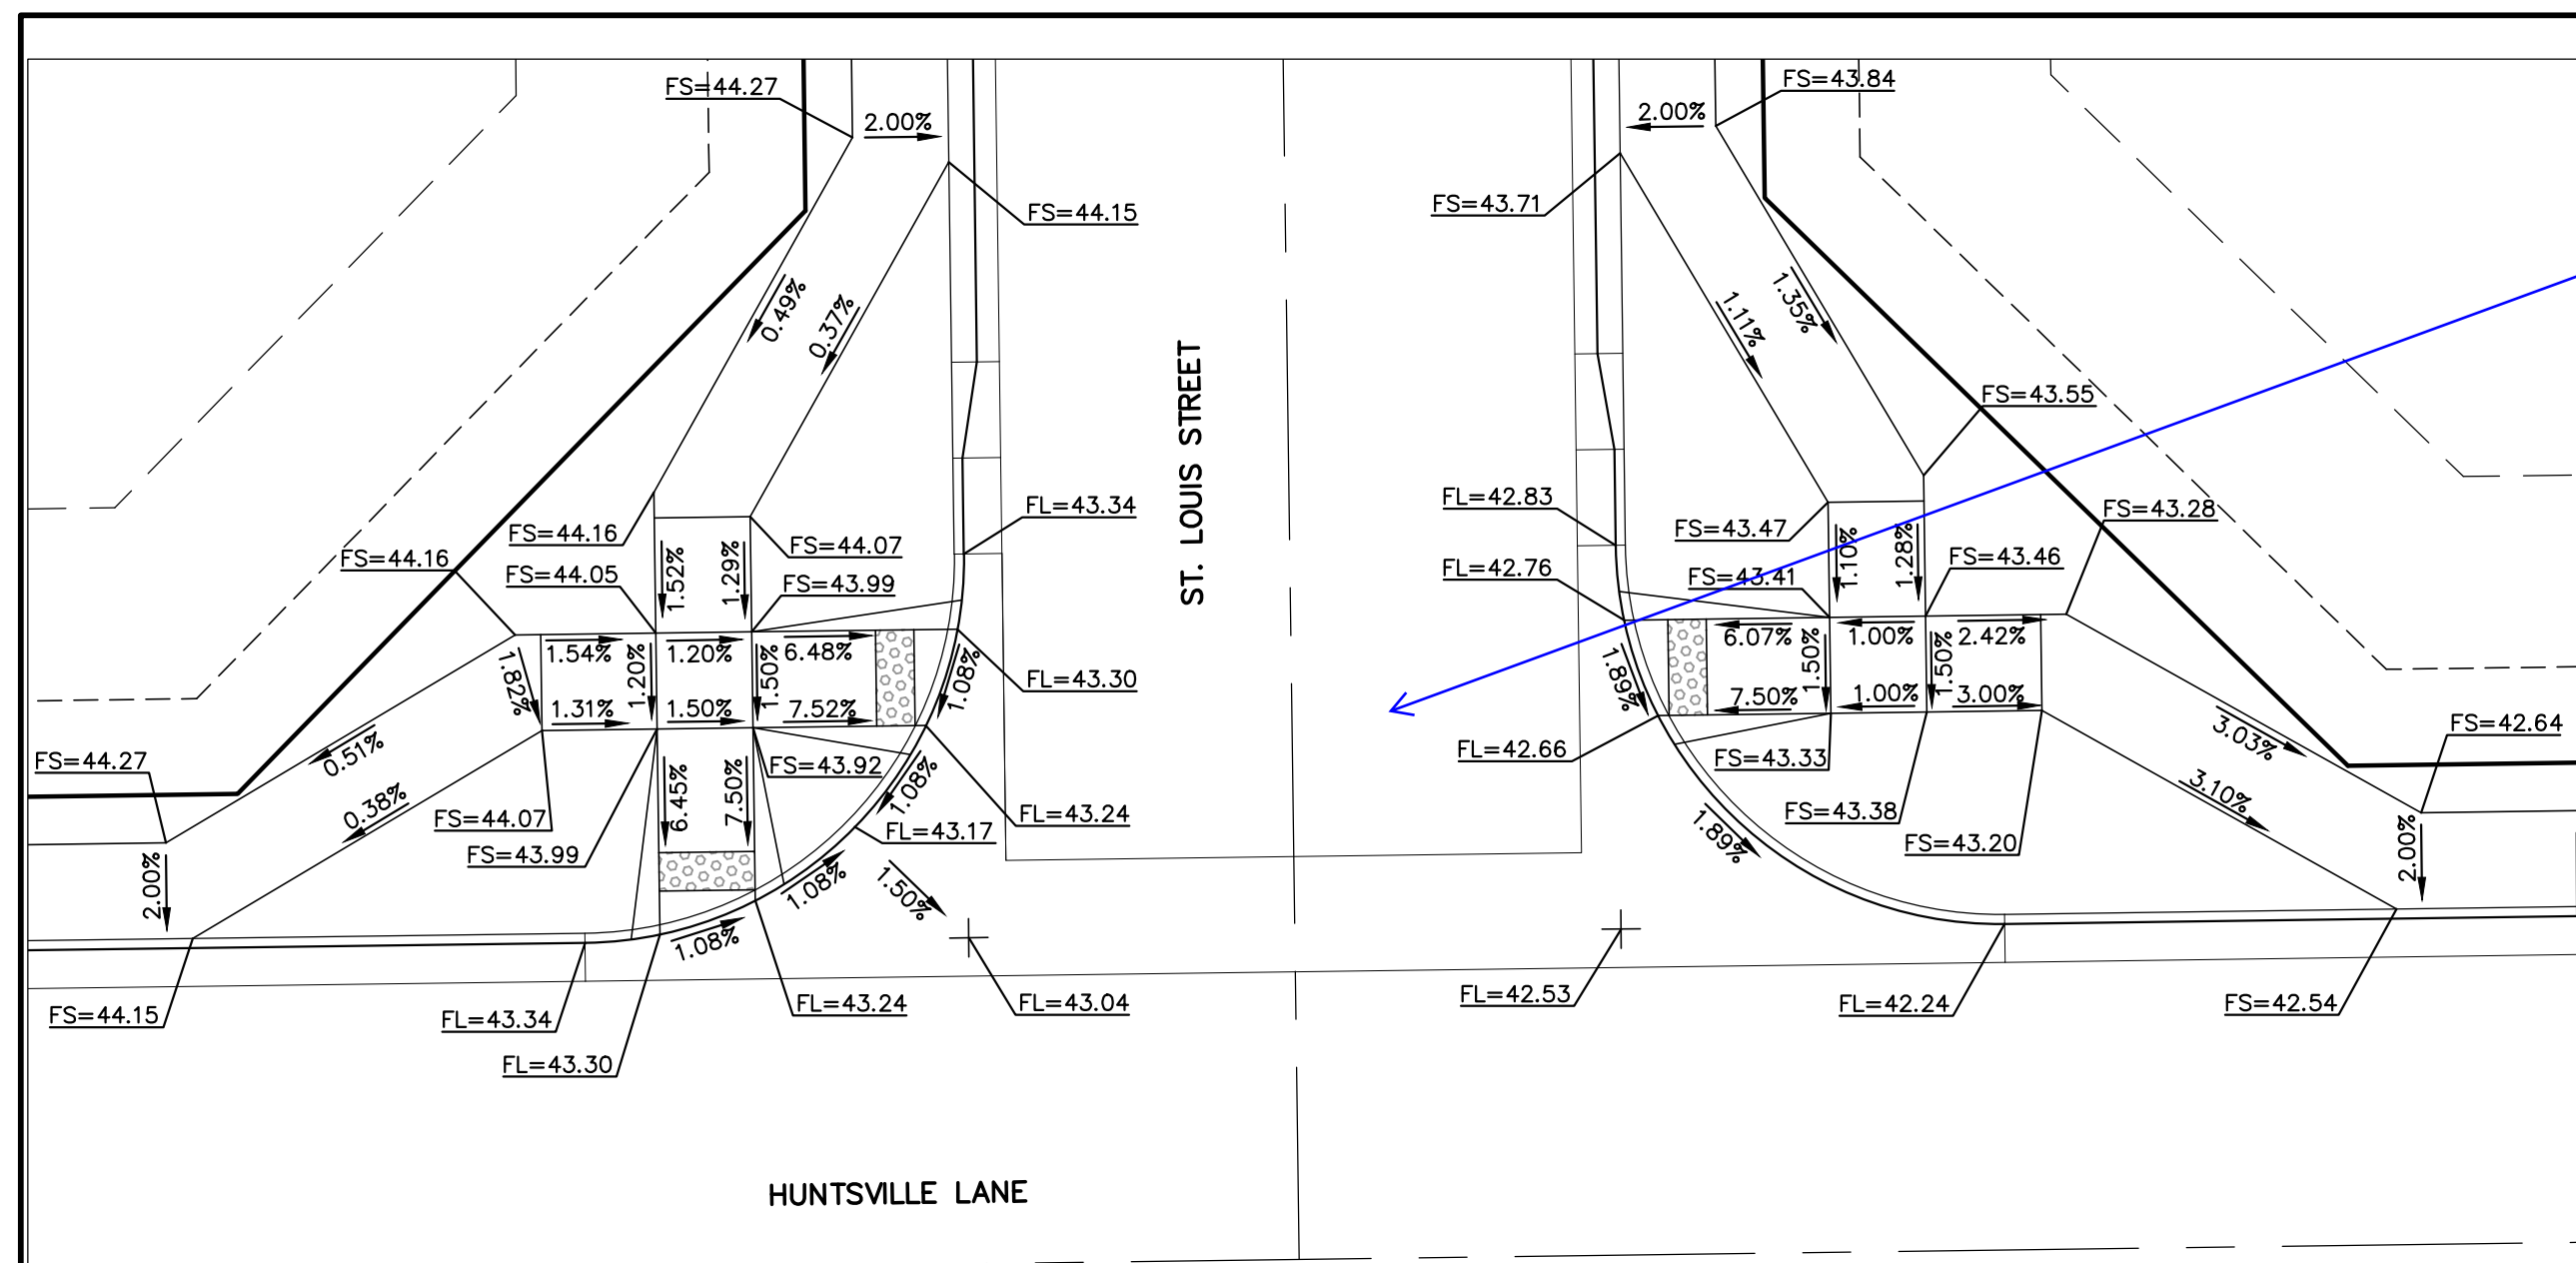 FS=44.27
2.00%
FS=44.15
0.49%
0.37%
ST. LOUIS STREET
FS=43.84
2.00%
FS=43.71
1.11%
1.35%
FS=43.55
FS=44.16
FS=44.16
FS=44.05
1.52%
1.29%
FS=44.07
FS=43.99
FL=43.34
1.54%
1.20%
6.48%
1.82%
1.20%
1.50%
1.08%
FL=43.30
1.31%
1.50%
7.52%
FS=44.27
0.51%
0.38%
FS=44.07
FS=43.99
6.45%
7.50%
FS=43.92
1.08%
FL=43.24
FL=43.17
2.00%
1.08%
1.50%
1.08%
FS=44.15
FL=43.34
FL=43.30
FL=43.24
FL=43.04
FL=42.83
FS=43.47
1.10%
1.28%
FS=43.28
FL=42.76
FS=43.41
FS=43.46
6.07%
1.00%
2.42%
1.89%
1.50%
1.50%
7.50%
1.00%
3.00%
FL=42.66
FS=43.33
3.03%
FS=42.64
3.10%
FS=43.38
FS=43.20
1.89%
2.00%
FL=42.53
FL=42.24
FS=42.54
HUNTSVILLE LANE